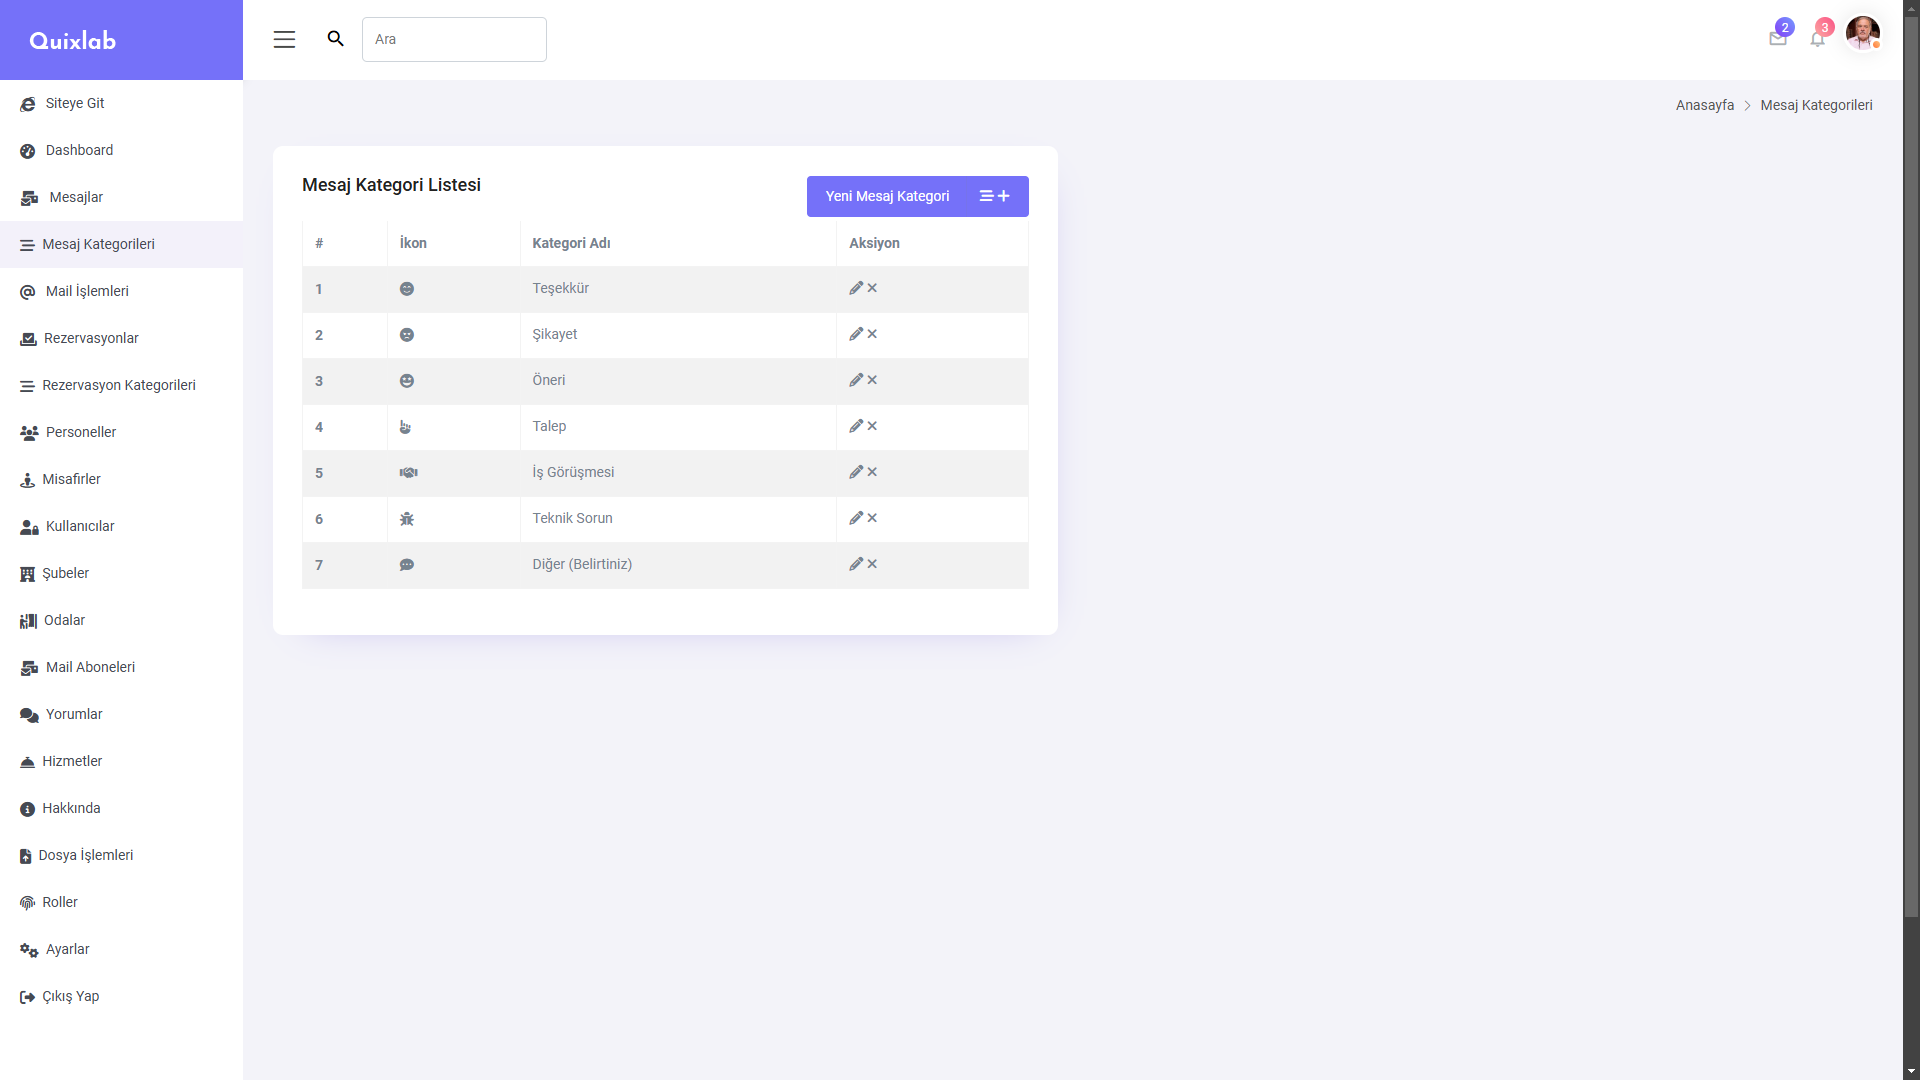 Quixlab
Ara
2
3
Siteye Git
Dashboard
Mesajlar
Mesaj Kategorileri
Mail İşlemleri
Rezervasyonlar
Rezervasyon Kategorileri
Personeller
Misafirler
Kullanıcılar
Şubeler
Odalar
Mail Aboneleri
Yorumlar
Hizmetler
Hakkında
Dosya İşlemleri
Roller
Ayarlar
Çıkış Yap
Anasayfa > Mesaj Kategorileri
Mesaj Kategori Listesi
Yeni Mesaj Kategori
# İkon Kategori Adı Aksiyon
1 Teşekkür
2 Şikayet
3 Öneri
4 Talep
5 İş Görüşmesi
6 Teknik Sorun
7 Diğer (Belirtiniz)